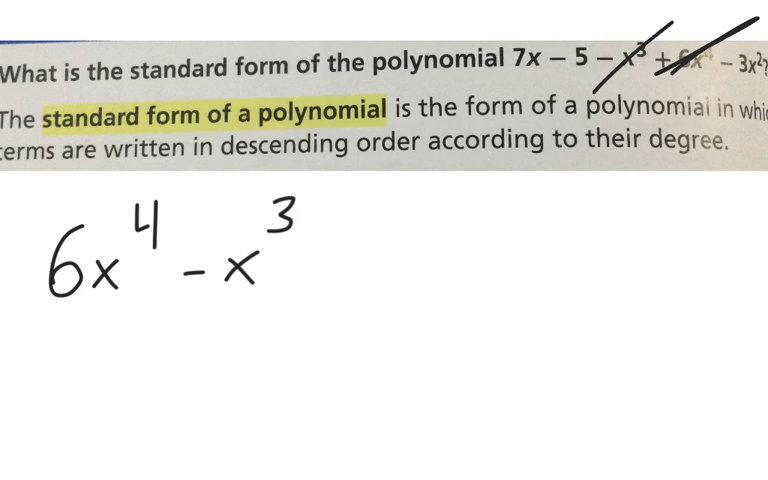 What is the standard form of the polynomial 7x − 5 − x³ + 6x⁴ − 3x²?
The standard form of a polynomial is the form of a polynomial in
terms are written in descending order according to their degree.
6x⁴ - x³